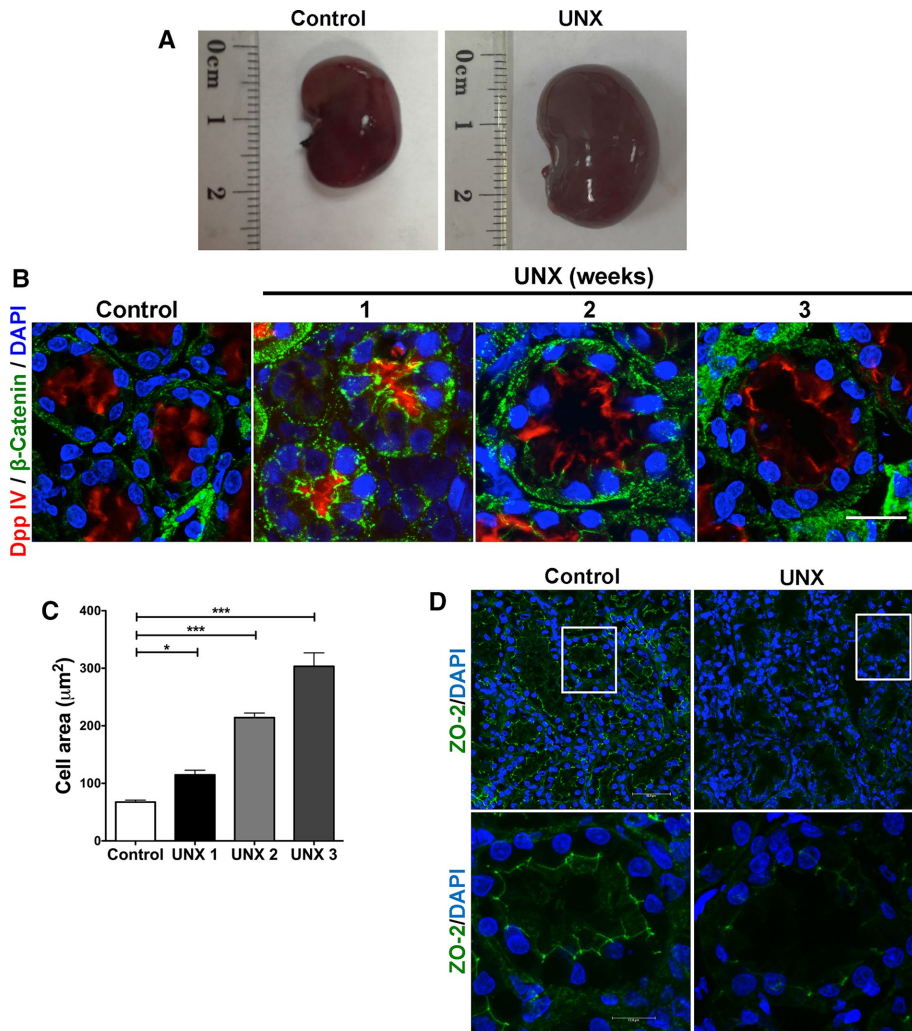 Control UNX
A
0cm
1
2
0cm
1
2
B
UNX (weeks)
Control 1 2 3
Dpp IV / β-Catenin / DAPI
C
400
300
200
100
0
Cell area (μm²)
***
***
*
Control UNX 1 UNX 2 UNX 3
D
Control UNX
ZO-2/DAPI
ZO-2/DAPI